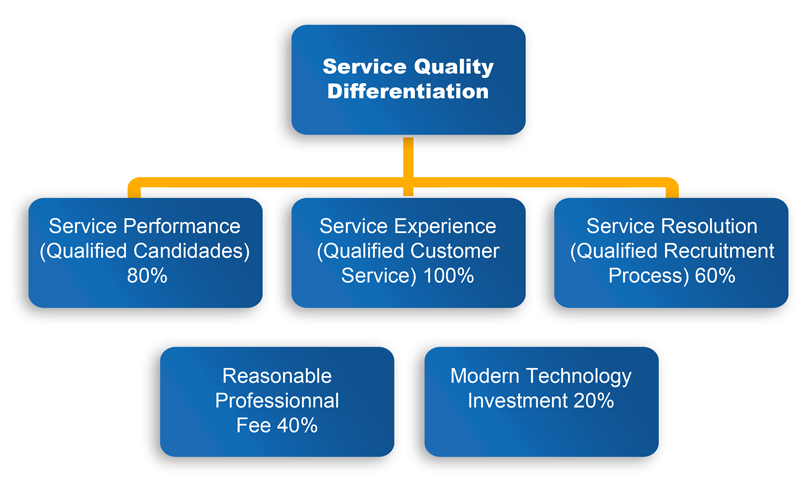 Service Quality
Differentiation
Service Performance
(Qualified Candidades)
80%
Service Experience
(Qualified Customer
Service) 100%
Service Resolution
(Qualified Recruitment
Process) 60%
Reasonable
Professionnal
Fee 40%
Modern Technology
Investment 20%